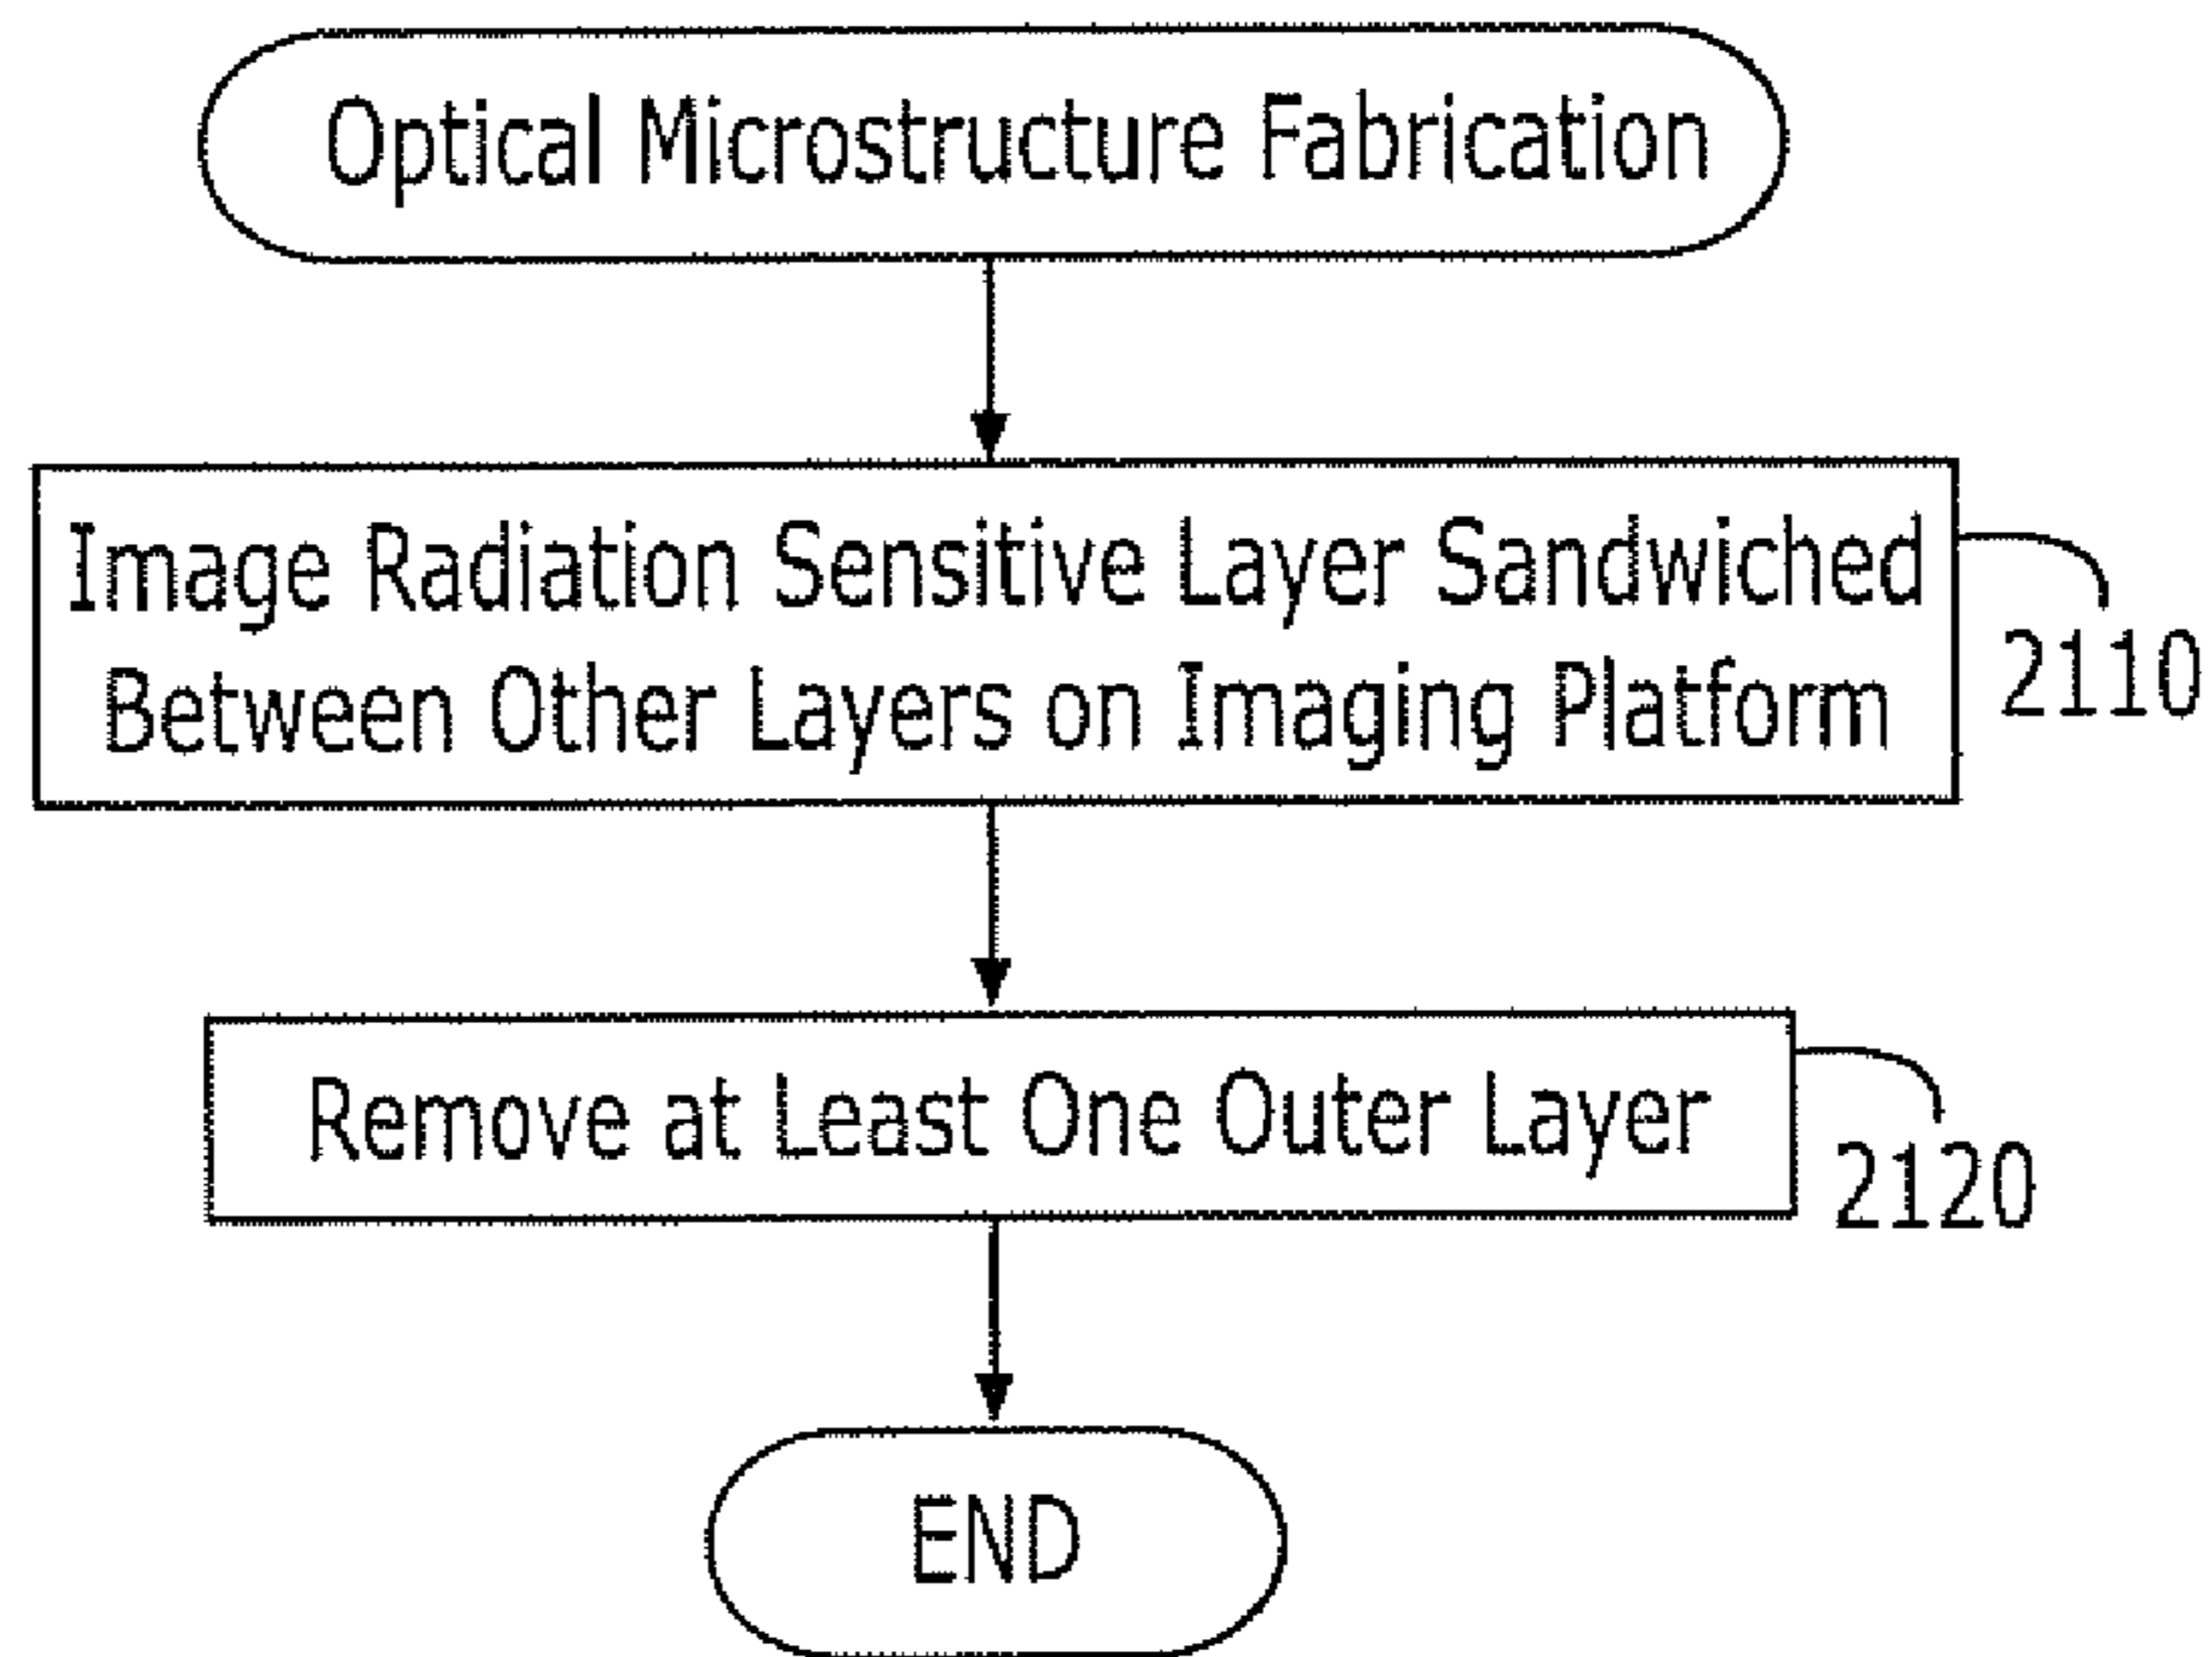 Optical Microstructure Fabrication
Image Radiation Sensitive Layer Sandwiched
Between Other Layers on Imaging Platform
2110
Remove at Least One Outer Layer
2120
END